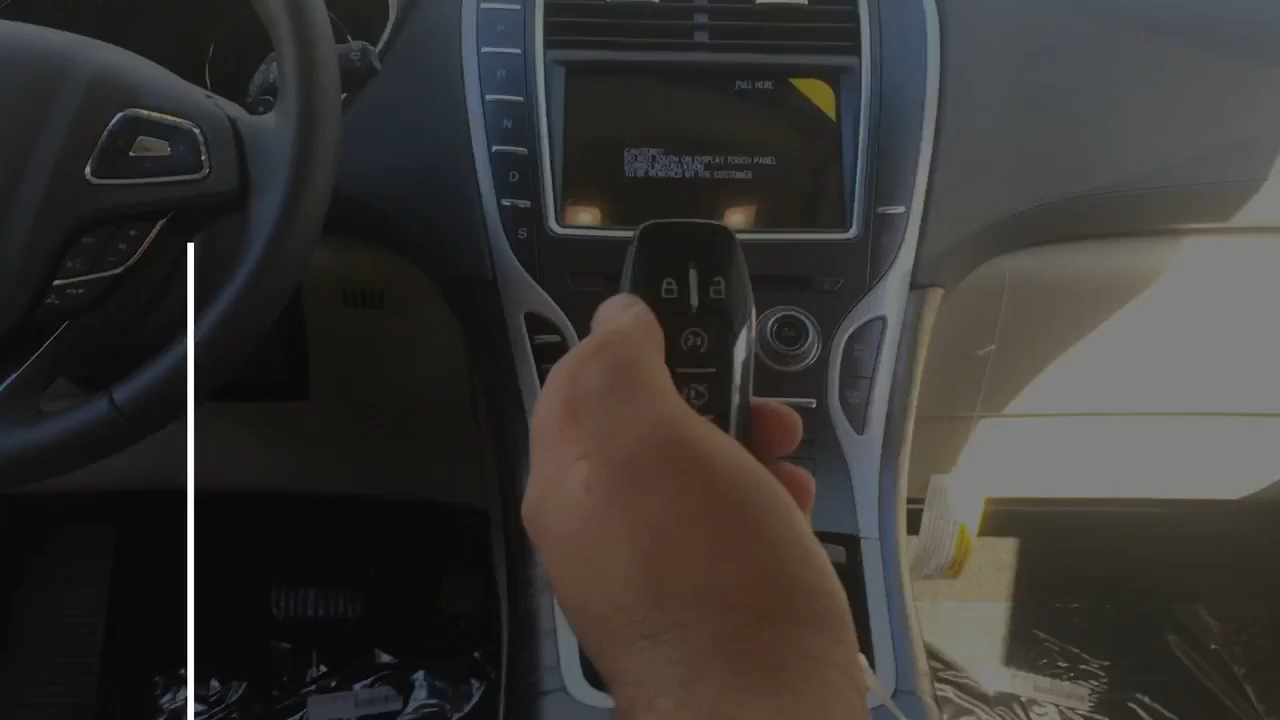 P
R
N
D
S
PULL HERE
CAUTION!!
DO NOT TOUCH ON DISPLAY TOUCH PANEL
DURING INSTALLATION
TO BE REMOVED BY THE CUSTOMER